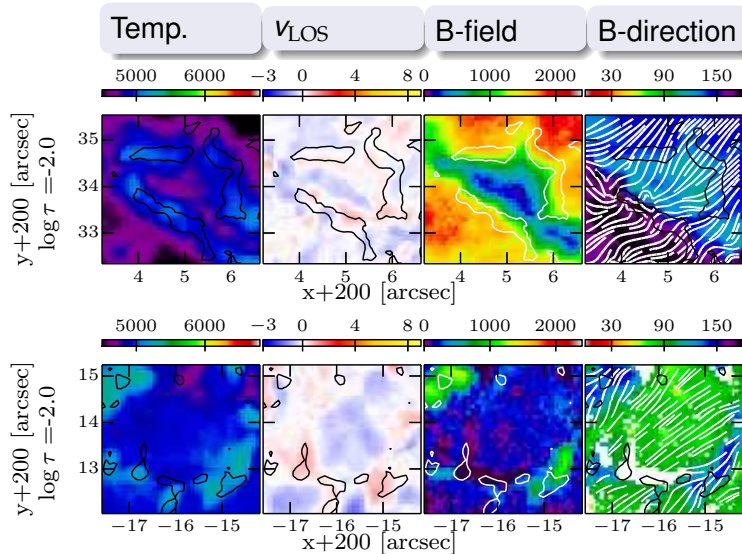 Temp. v_LOS B-field B-direction
5000 6000 −3 0 4 8 0 1000 2000 30 90 150
y+200 [arcsec]
log τ =-2.0
35
34
33
4 5 6 4 5 6 4 5 6 4 5 6
x+200 [arcsec]
5000 6000 −3 0 4 8 0 1000 2000 30 90 150
y+200 [arcsec]
log τ =-2.0
15
14
13
−17 −16 −15 −17 −16 −15 −17 −16 −15 −17 −16 −15
x+200 [arcsec]